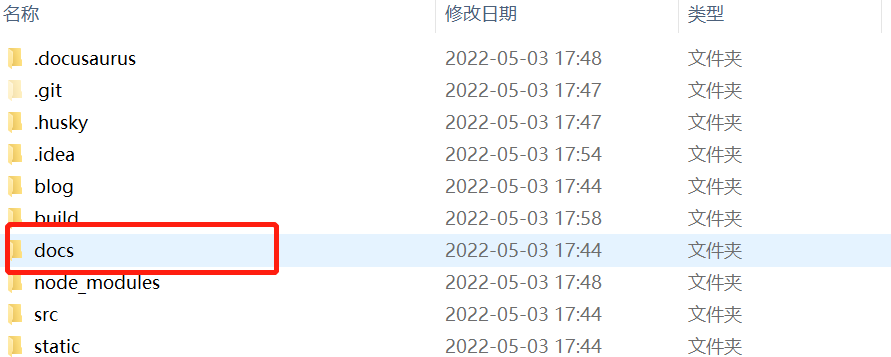 名称 修改日期 类型
.docusaurus 2022-05-03 17:48 文件夹
.git 2022-05-03 17:47 文件夹
.husky 2022-05-03 17:47 文件夹
.idea 2022-05-03 17:54 文件夹
blog 2022-05-03 17:44 文件夹
build 2022-05-03 17:58 文件夹
docs 2022-05-03 17:44 文件夹
node_modules 2022-05-03 17:48 文件夹
src 2022-05-03 17:44 文件夹
static 2022-05-03 17:44 文件夹